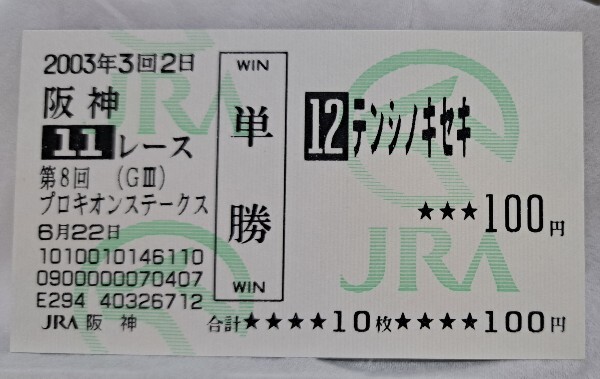 2003年3回2日
阪神
11レース
第8回 (GⅢ)
プロキオンステークス
6月22日
1010010146110
0900000070407
E294 40326712
JRA 阪 神
WIN
単勝
WIN
12テンシノキセキ
★★★100円
JRA
JRA
合計★★★★10枚★★★★100円